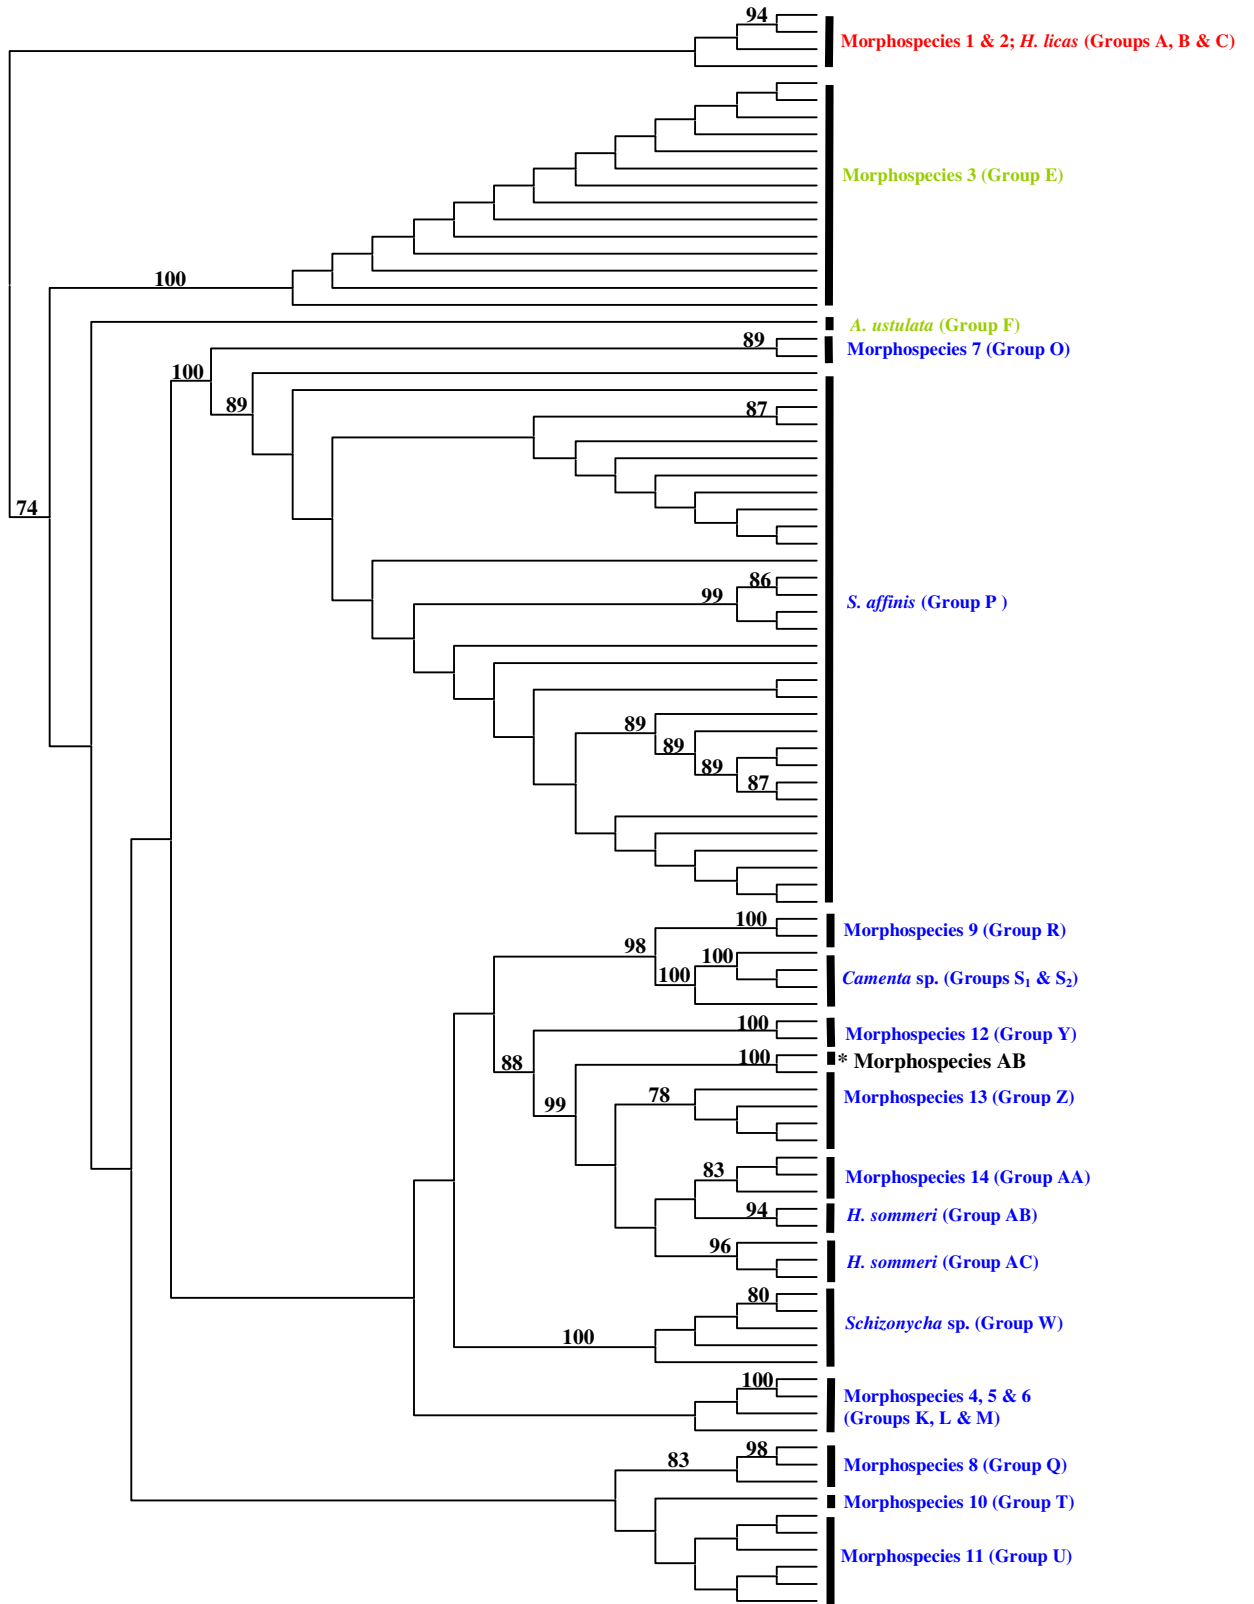 94
Morphospecies 1 & 2; H. licas (Groups A, B & C)
Morphospecies 3 (Group E)
100
A. ustulata (Group F)
89
Morphospecies 7 (Group O)
100
89
87
74
86
99
S. affinis (Group P )
89
89
89
87
100
Morphospecies 9 (Group R)
98
100
100
Camenta sp. (Groups S1 & S2)
100
Morphospecies 12 (Group Y)
88
100
* Morphospecies AB
78
Morphospecies 13 (Group Z)
99
83
Morphospecies 14 (Group AA)
94
H. sommeri (Group AB)
96
H. sommeri (Group AC)
80
Schizonycha sp. (Group W)
100
100
Morphospecies 4, 5 & 6
(Groups K, L & M)
98
83
Morphospecies 8 (Group Q)
Morphospecies 10 (Group T)
Morphospecies 11 (Group U)